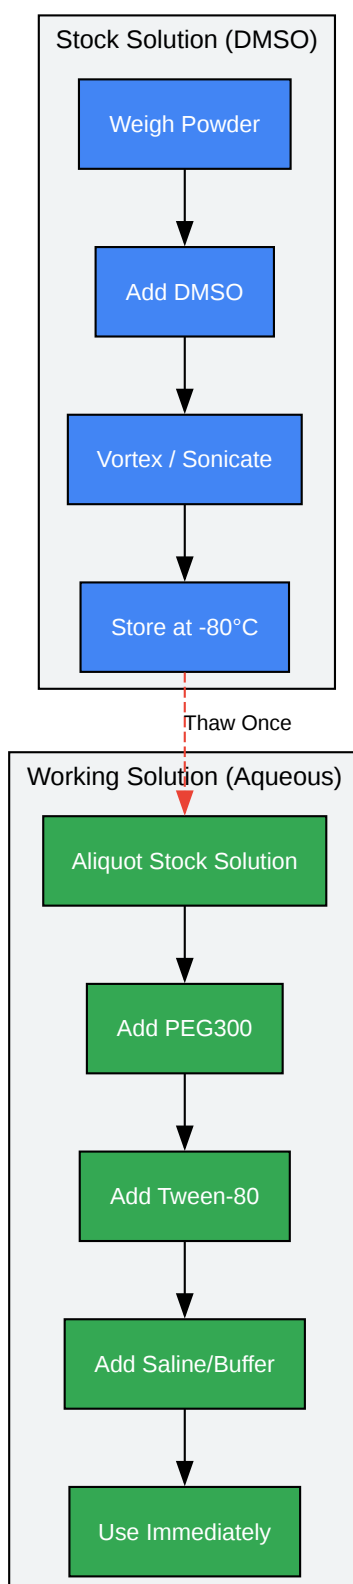 Stock Solution (DMSO)
Weigh Powder
Add DMSO
Vortex / Sonicate
Store at -80°C
Thaw Once
Working Solution (Aqueous)
Aliquot Stock Solution
Add PEG300
Add Tween-80
Add Saline/Buffer
Use Immediately